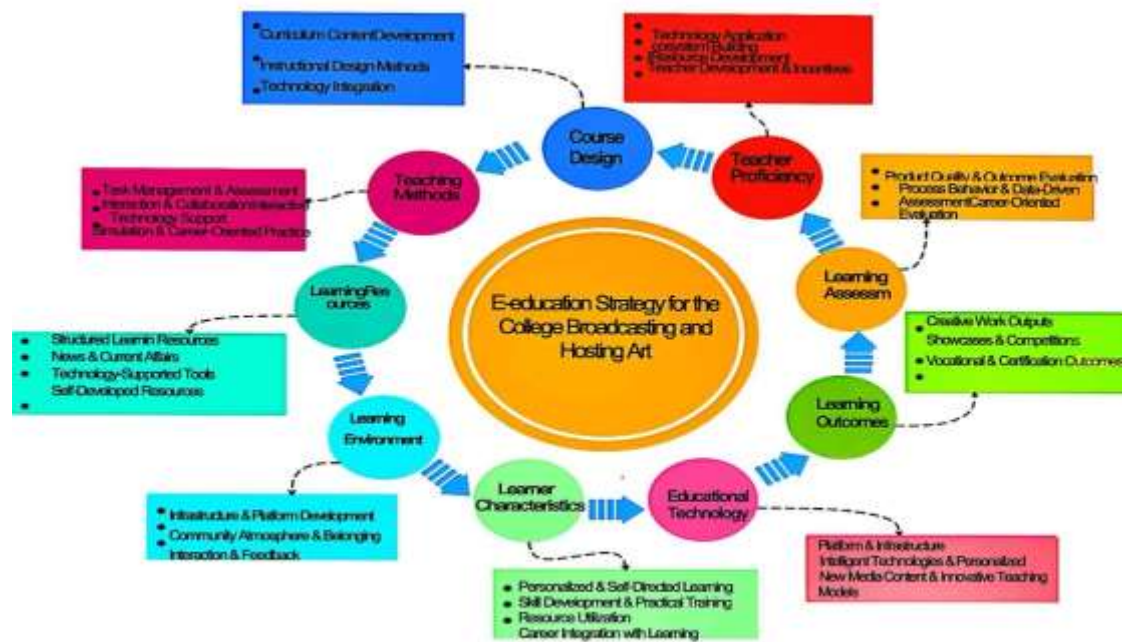 Curriculum ContentDevelopment
Instructional Design Methods
Technology Integration
Technology Application
cosystem Building
(Resource Development
Teacher Development & Incentives
Course
Design
Teacher
Proficiency
Teaching
Methods
Task Management & Assessment
Interaction & CollaborationInteractive
Technology Support
Simulation & Career-Oriented Practice
Product Quality & Outcome Evaluation
Process Behavior & Data-Driven
AssessmentCareer-Oriented
Evaluation
LearningRes
ources
Learning
Assessm
E-education Strategy for the
College Broadcasting and
Hosting Art
Structured Learnin Resources
News & Current Affairs
Technology-Supported Tools
Self-Developed Resources
Creative Work Outputs
Showcases & Competitions
Vocational & Certification Outcomes
Learning
Environment
Learning
Outcomes
Learner
Characteristics
Educational
Technology
Infrastructure & Platform Development
Community Atmosphere & Belonging
Interaction & Feedback
Platform & Infrastructure
Intelligent Technologies & Personalized
New Media Content & Innovative Teaching
Models
Personalized & Self-Directed Learning
Skill Development & Practical Training
Resource Utilization
Career Integration with Learning